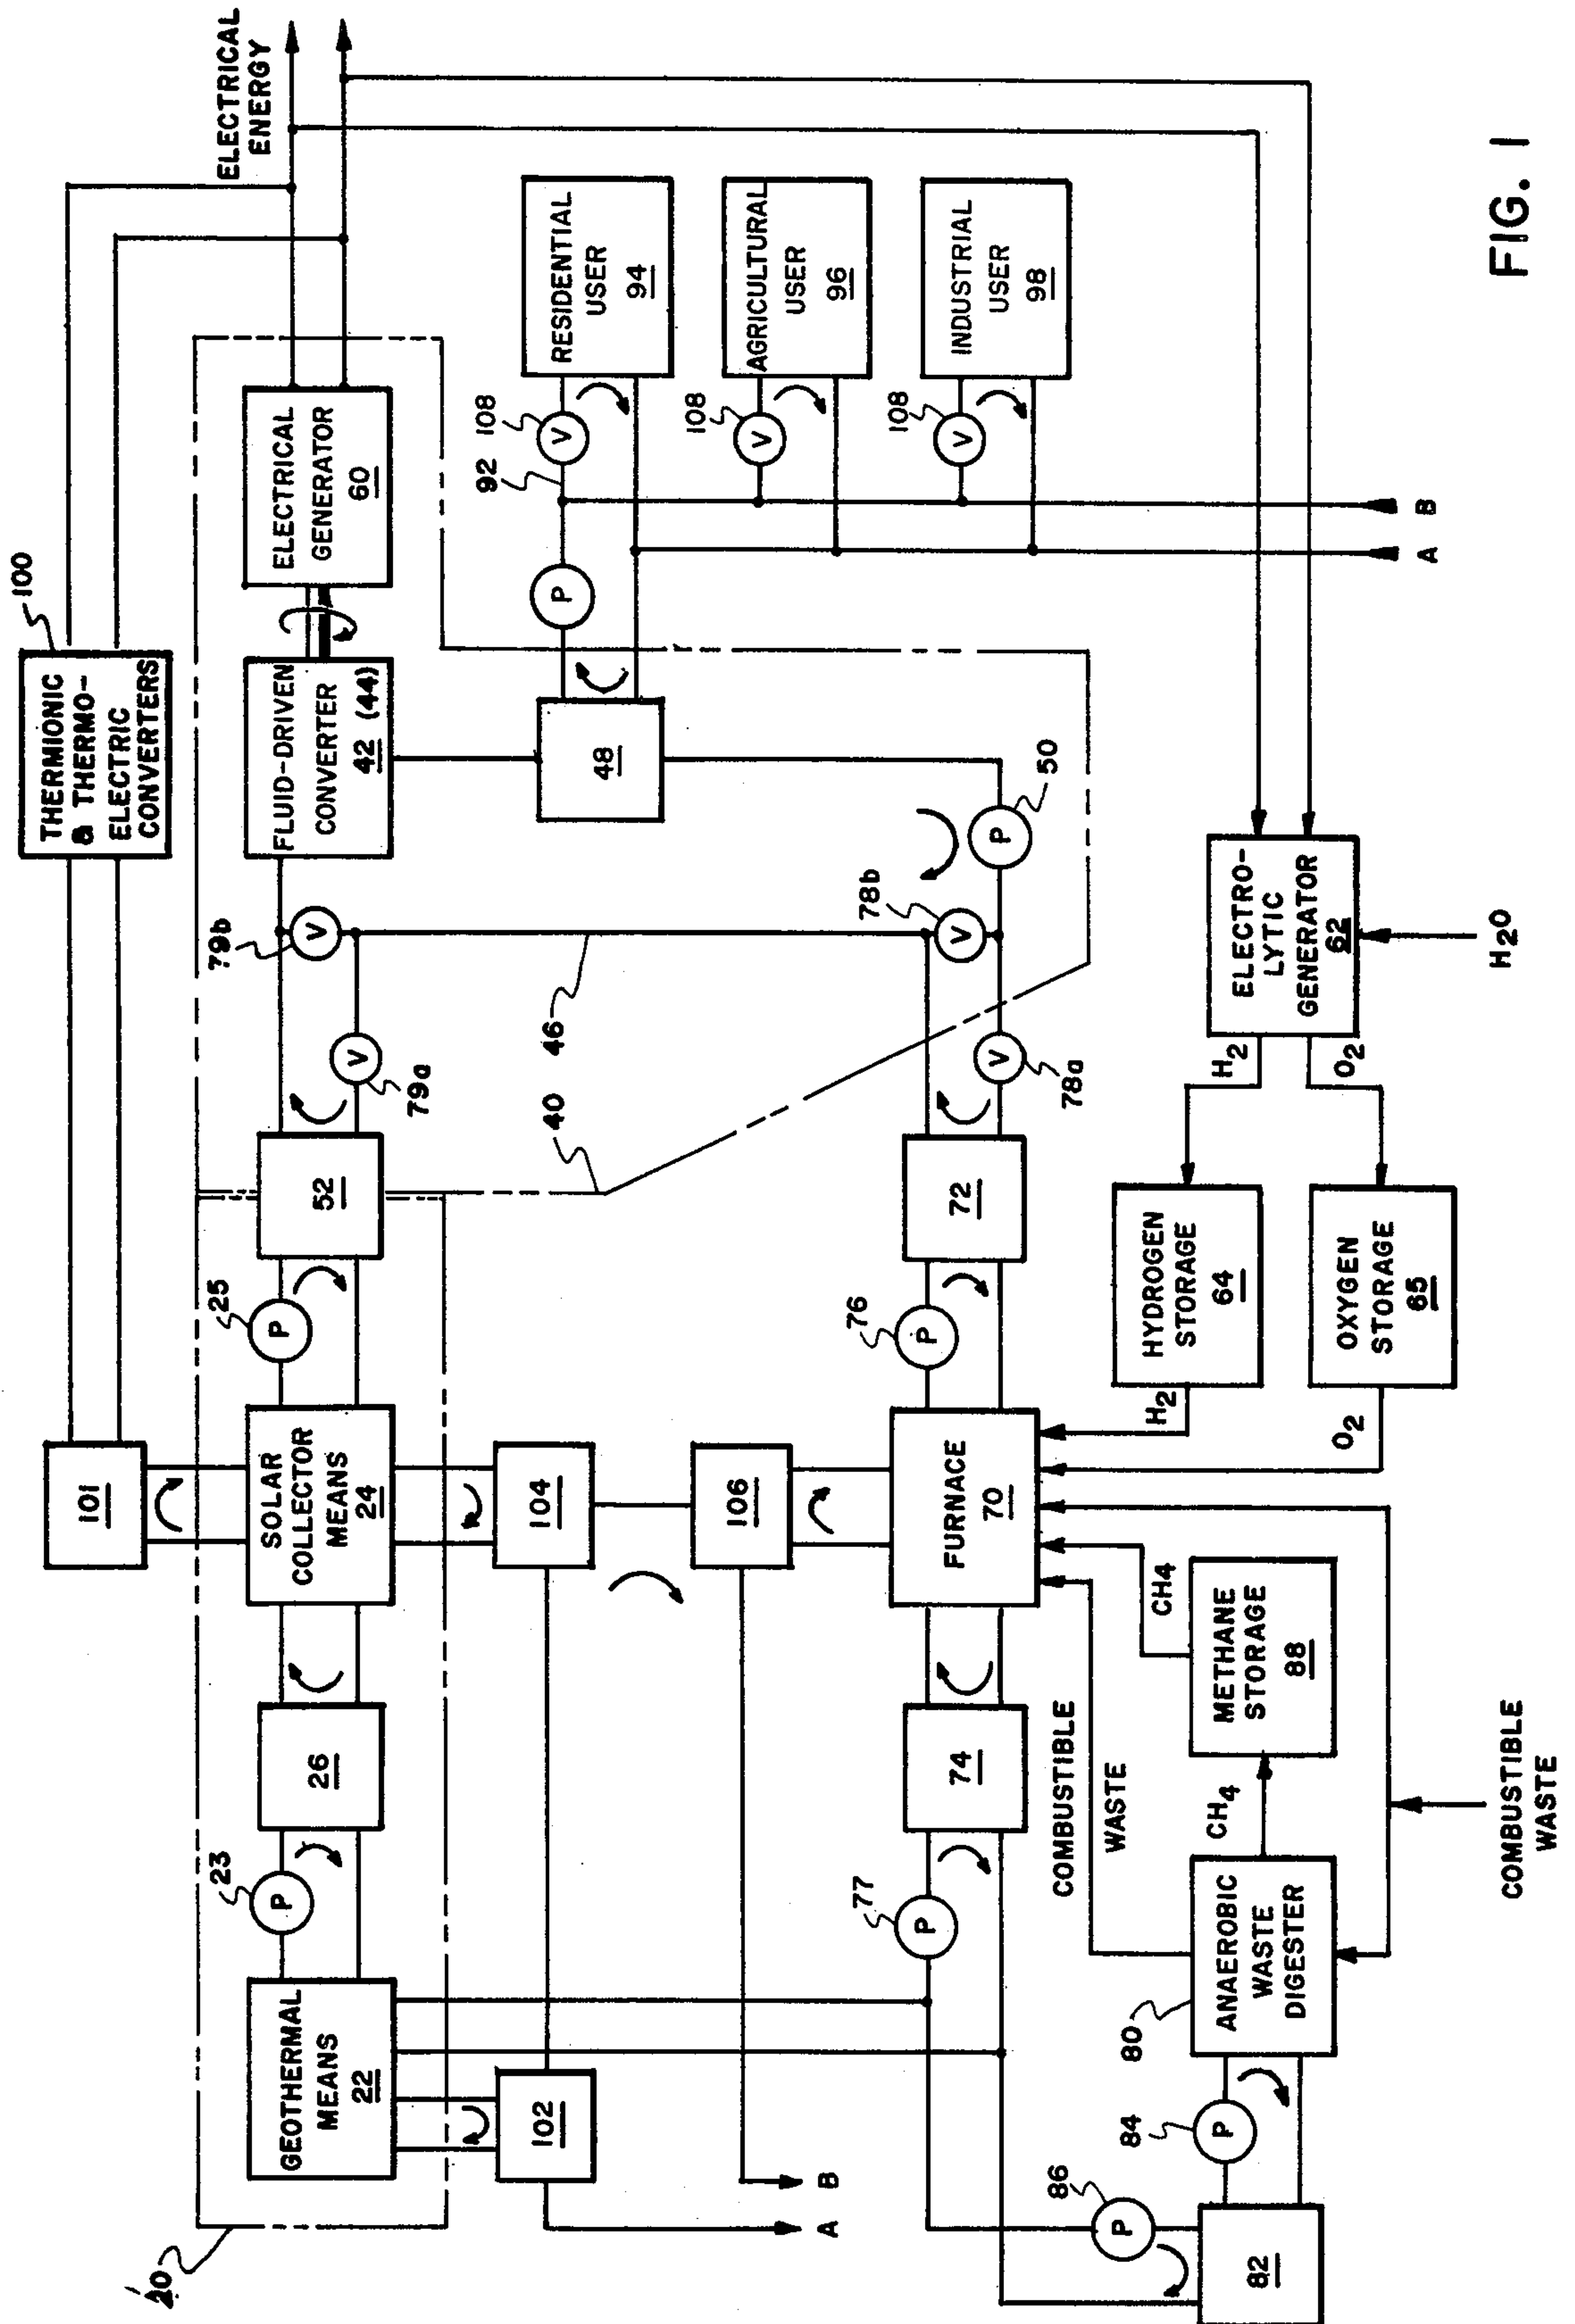 100
THERMIONIC
& THERMO-
ELECTRIC
CONVERTERS
101
ELECTRICAL
ENERGY
20
GEOTHERMAL
MEANS
22
23
P
26
SOLAR
COLLECTOR
MEANS
24
25
P
52
79a
V
79b
V
FLUID-DRIVEN
CONVERTER
42 (44)
ELECTRICAL
GENERATOR
60
40
46
48
P
92
108
V
RESIDENTIAL
USER
94
108
V
AGRICULTURAL
USER
96
108
V
INDUSTRIAL
USER
98
102
104
106
A
B
A
B
77
P
74
FURNACE
70
76
P
72
78a
V
78b
V
P
50
82
86
P
84
P
80
ANAEROBIC
WASTE
DIGESTER
COMBUSTIBLE
WASTE
CH4
METHANE
STORAGE
88
CH4
COMBUSTIBLE
WASTE
H2
O2
HYDROGEN
STORAGE
64
OXYGEN
STORAGE
65
H2
O2
ELECTRO-
LYTIC
GENERATOR
62
H2O
FIG. 1